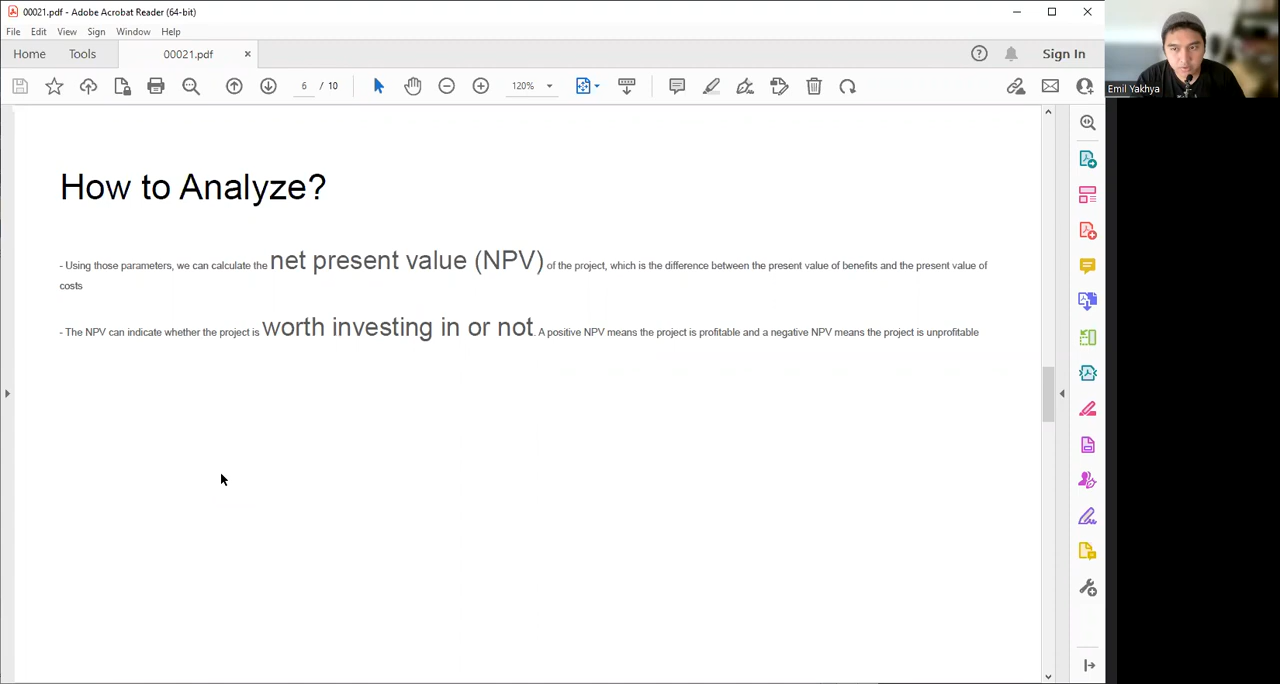 00021.pdf - Adobe Acrobat Reader (64-bit)
File Edit View Sign Window Help
Home Tools 00021.pdf × Sign In
6 / 10 120%
Emil Yakhya
How to Analyze?
- Using those parameters, we can calculate the net present value (NPV) of the project, which is the difference between the present value of benefits and the present value of
costs
- The NPV can indicate whether the project is worth investing in or not. A positive NPV means the project is profitable and a negative NPV means the project is unprofitable